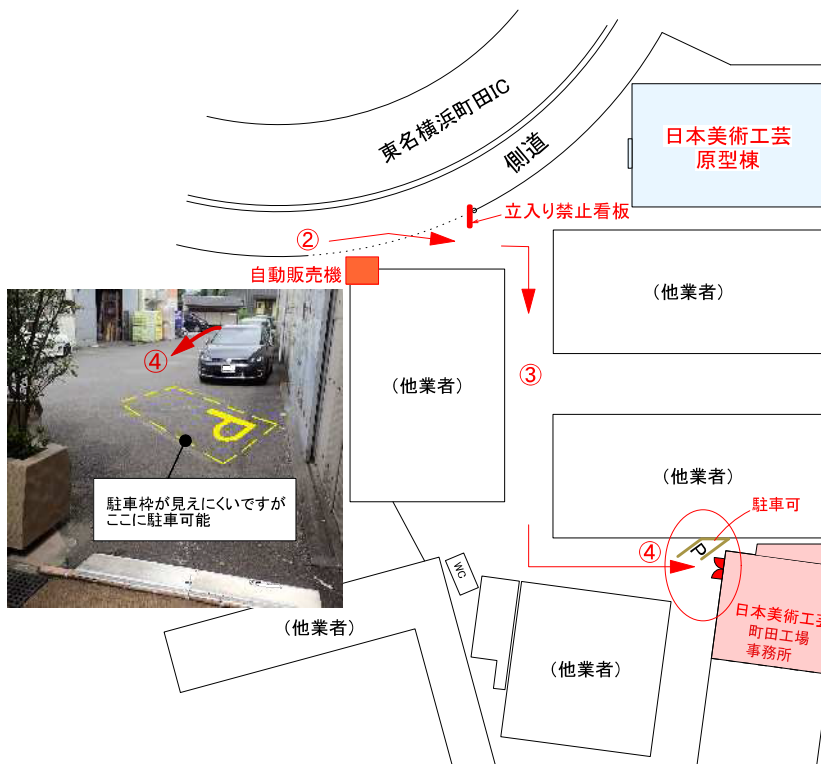 東名横浜町田IC
側道
日本美術工芸
原型棟
立入り禁止看板
②
自動販売機
(他業者)
③
(他業者)
(他業者)
駐車可
P
④
WC
(他業者)
(他業者)
日本美術工芸
町田工場
事務所
④
P
駐車枠が見えにくいですが
ここに駐車可能